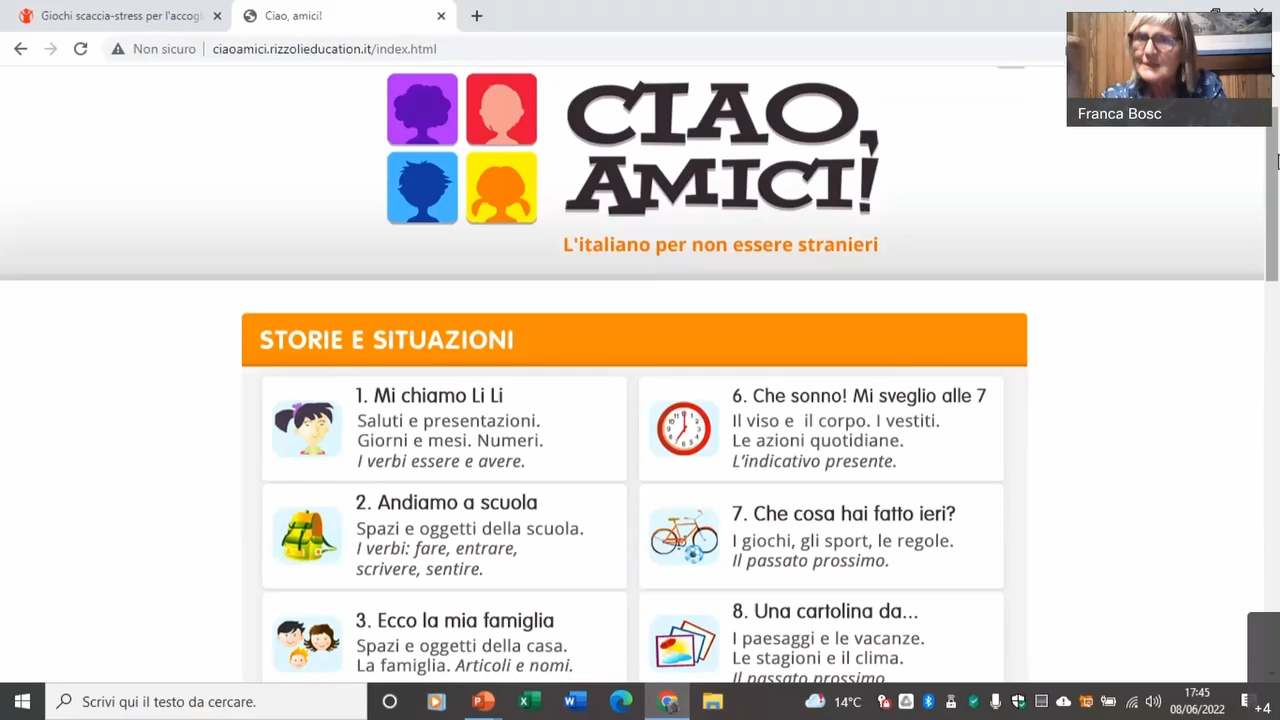 Giochi scaccia-stress per l'accogl
Ciao, amici!
Non sicuro
ciaoamici.rizzolieducation.it/index.html
Franca Bosc
CIAO,
AMICI!
L'italiano per non essere stranieri
STORIE E SITUAZIONI
1. Mi chiamo Li Li
Saluti e presentazioni.
Giorni e mesi. Numeri.
I verbi essere e avere.
6. Che sonno! Mi sveglio alle 7
Il viso e il corpo. I vestiti.
Le azioni quotidiane.
L'indicativo presente.
2. Andiamo a scuola
Spazi e oggetti della scuola.
I verbi: fare, entrare,
scrivere, sentire.
7. Che cosa hai fatto ieri?
I giochi, gli sport, le regole.
Il passato prossimo.
3. Ecco la mia famiglia
Spazi e oggetti della casa.
La famiglia. Articoli e nomi.
8. Una cartolina da...
I paesaggi e le vacanze.
Le stagioni e il clima.
Il passato prossimo
Scrivi qui il testo da cercare.
14°C
17:45
08/06/2022
+4